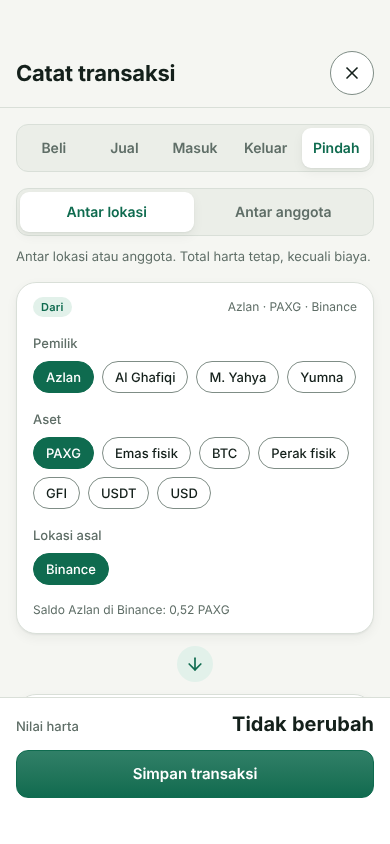 Catat transaksi
Beli Jual Masuk Keluar Pindah
Antar lokasi Antar anggota
Antar lokasi atau anggota. Total harta tetap, kecuali biaya.
Dari Azlan · PAXG · Binance
Pemilik
Azlan Al Ghafiqi M. Yahya Yumna
Aset
PAXG Emas fisik BTC Perak fisik
GFI USDT USD
Lokasi asal
Binance
Saldo Azlan di Binance: 0,52 PAXG
Nilai harta Tidak berubah
Simpan transaksi